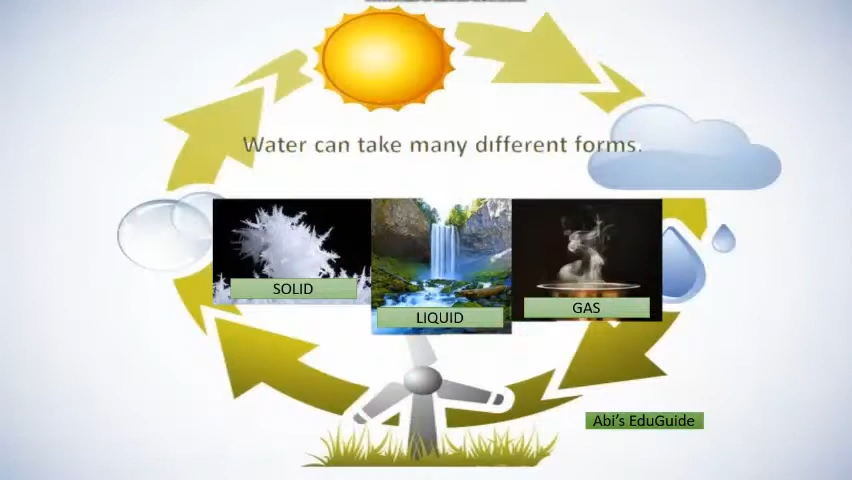 Water can take many different forms.
SOLID
LIQUID
GAS
Abi's EduGuide